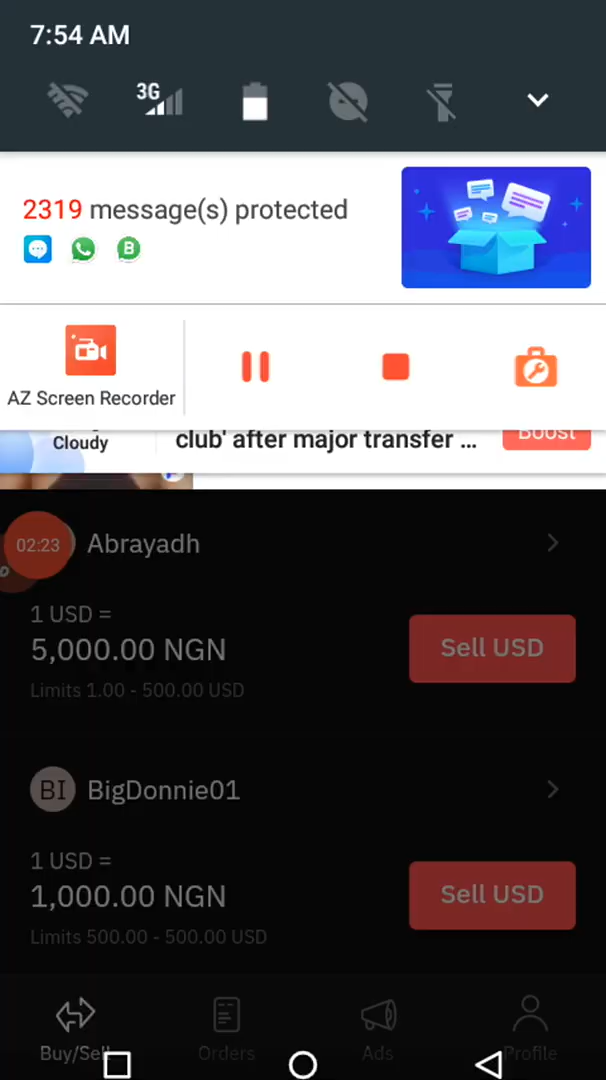 7:54 AM
3G
2319 message(s) protected
B
AZ Screen Recorder
Cloudy
club' after major transfer ...
Boost
02:23
Abrayadh
1 USD =
5,000.00 NGN
Sell USD
Limits 1.00 - 500.00 USD
BI
BigDonnie01
1 USD =
1,000.00 NGN
Sell USD
Limits 500.00 - 500.00 USD
Buy/Sell
Orders
Ads
Profile